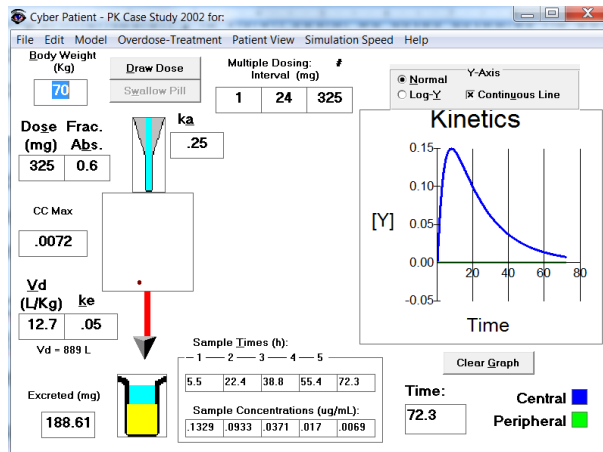 Cyber Patient - PK Case Study 2002 for:
File Edit Model Overdose-Treatment Patient View Simulation Speed Help
Body Weight
(Kg)
70
Draw Dose
Swallow Pill
Multiple Dosing: #
Interval (mg)
1 24 325
Y-Axis
Normal
Log-Y
Continuous Line
Dose
(mg)
Frac.
Abs.
325 0.6
ka
.25
CC Max
.0072
Vd
(L/Kg)
ke
12.7 .05
Vd = 889 L
Excreted (mg)
188.61
Kinetics
[Y]
0.15
0.10
0.05
0.00
-0.05
20 40 60 80
Time
Sample Times (h):
1 2 3 4 5
5.5 22.4 38.8 55.4 72.3
Sample Concentrations (ug/mL):
.1329 .0933 .0371 .017 .0069
Clear Graph
Time:
72.3
Central
Peripheral